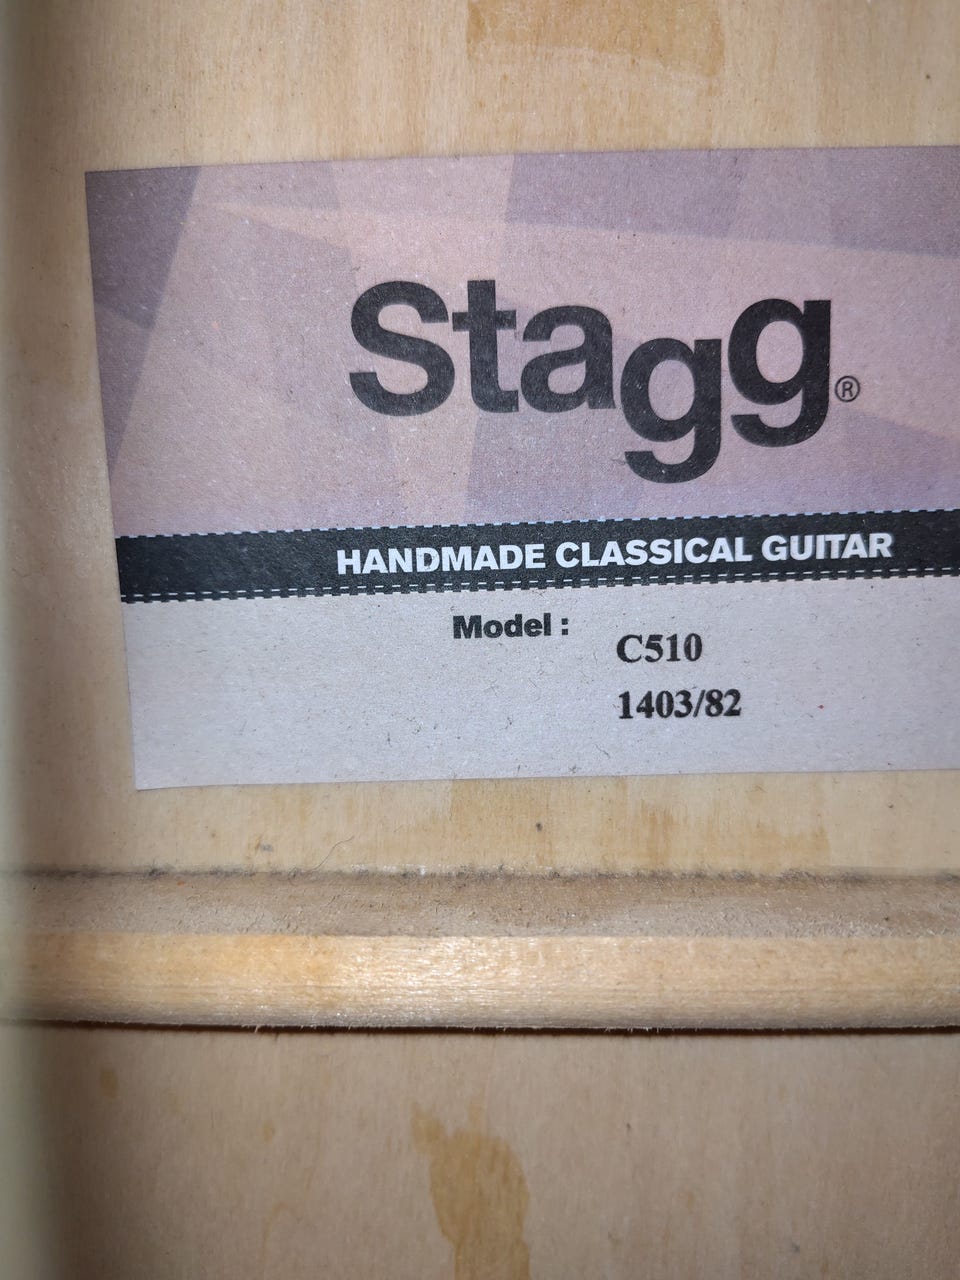 Stagg®
HANDMADE CLASSICAL GUITAR
Model :
C510
1403/82